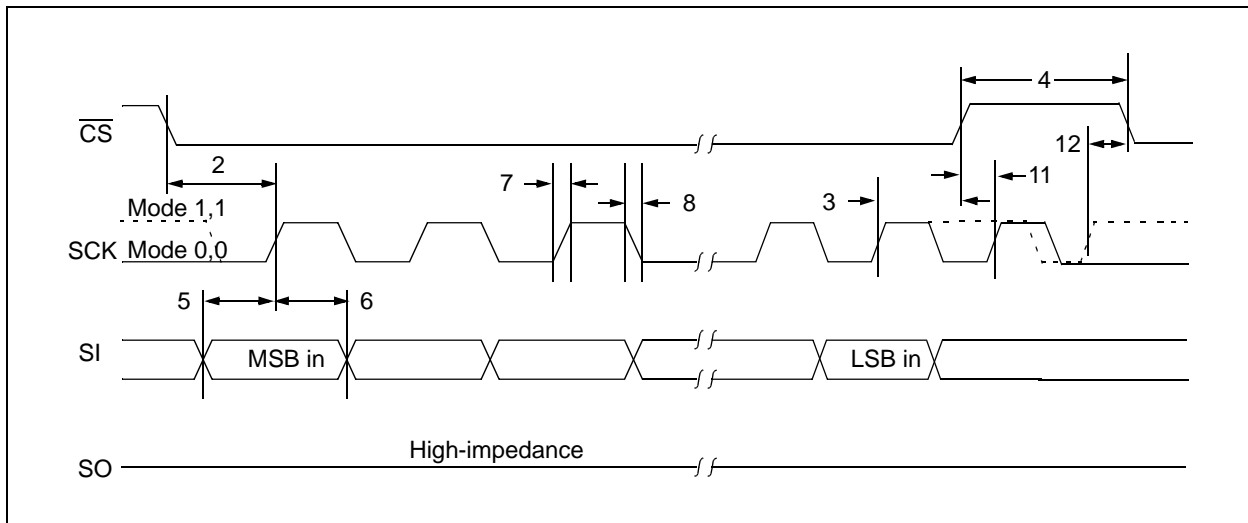 4
C̅S̅
12
2
7
8
3
11
Mode 1,1
SCK Mode 0,0
5
6
SI
MSB in
LSB in
High-impedance
SO